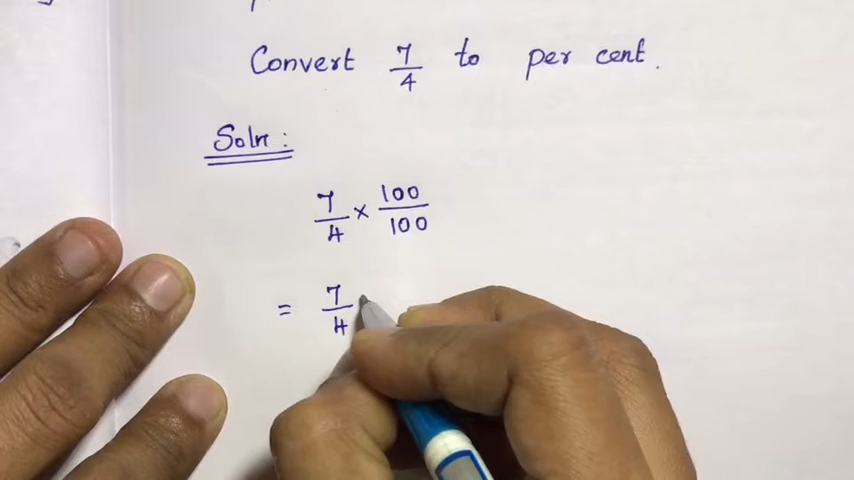 Convert 7/4 to per cent.
Soln:
7/4 × 100/100
= 7/4